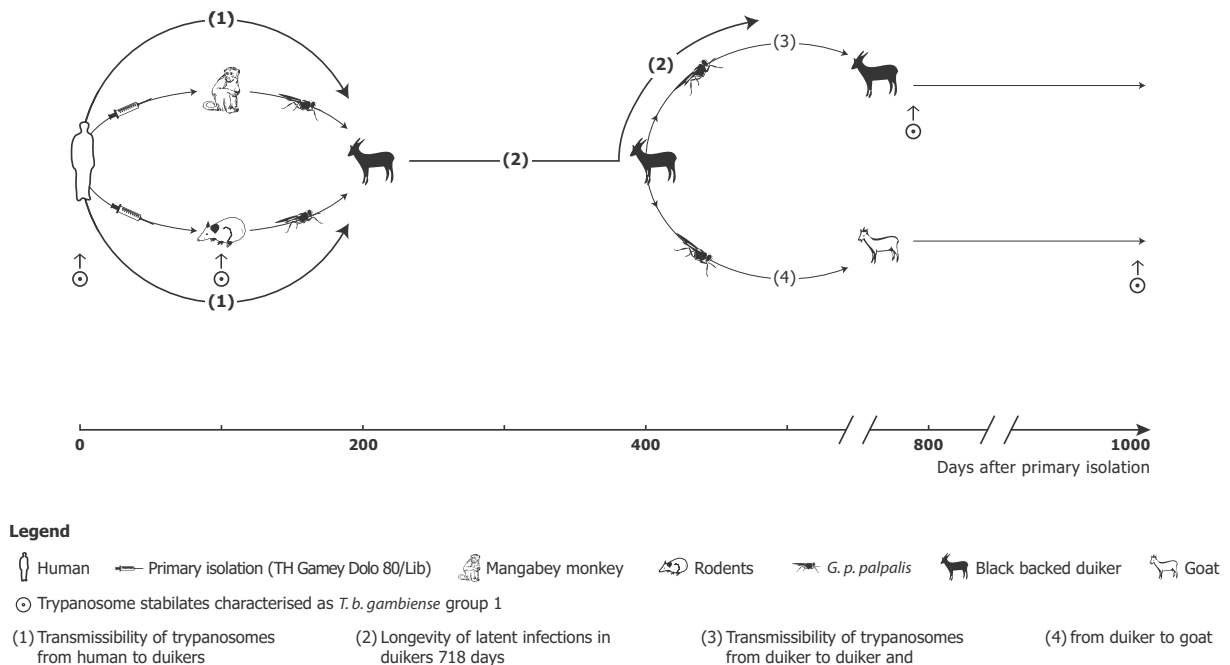 (1)
(3)
(2)
(2)
(4)
(1)
0
200
400
800
1000
Days after primary isolation
Legend
Human
Primary isolation (TH Gamey Dolo 80/Lib)
Mangabey monkey
Rodents
G. p. palpalis
Black backed duiker
Goat
Trypanosome stabilates characterised as T. b. gambiense group 1
(1) Transmissibility of trypanosomes
from human to duikers
(2) Longevity of latent infections in
duikers 718 days
(3) Transmissibility of trypanosomes
from duiker to duiker and
(4) from duiker to goat